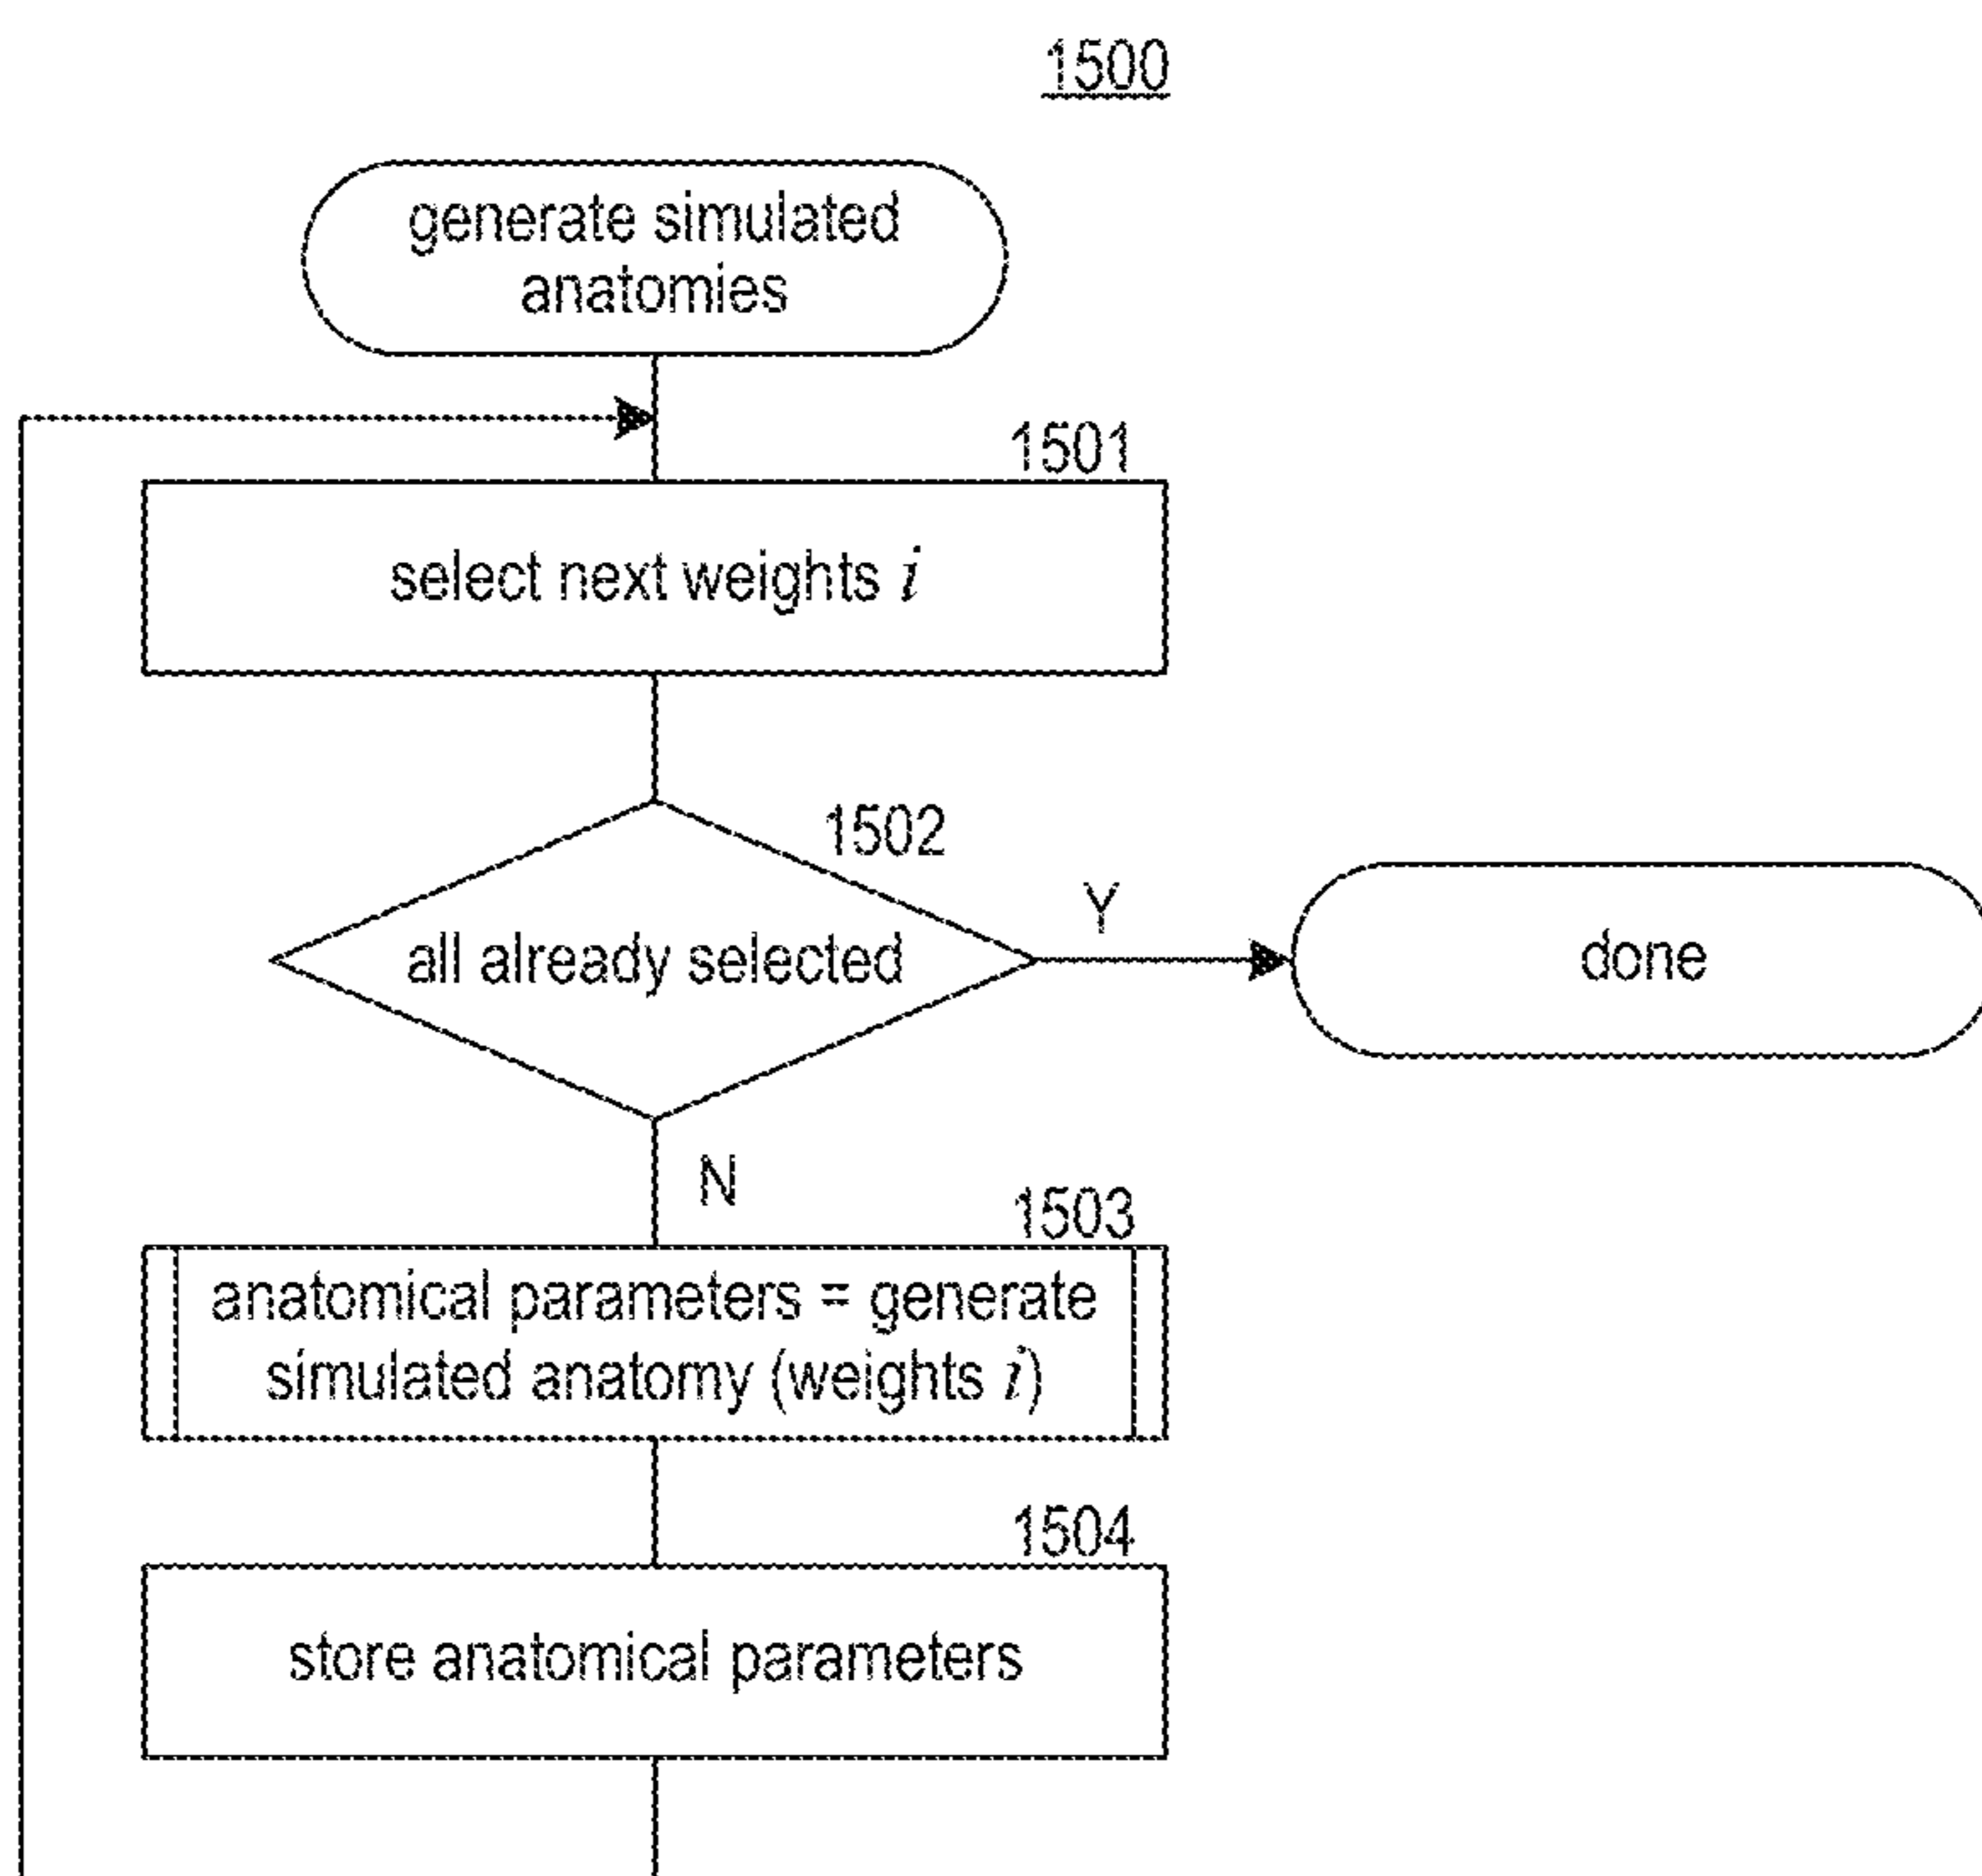 1500
generate simulated
anatomies
1501
select next weights i
1502
all already selected
Y
done
N
1503
anatomical parameters = generate
simulated anatomy (weights i)
1504
store anatomical parameters